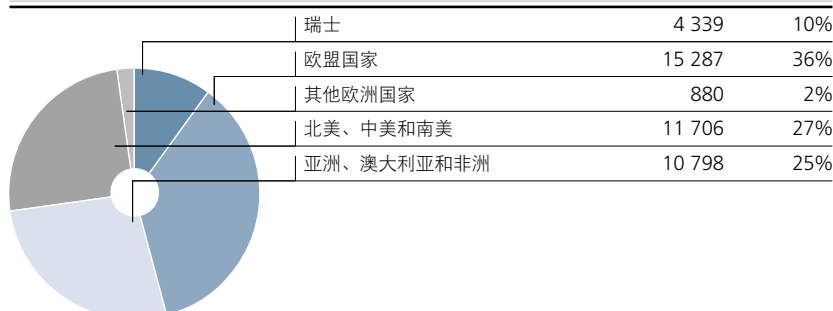 瑞士 4 339 10%
欧盟国家 15 287 36%
其他欧洲国家 880 2%
北美、中美和南美 11 706 27%
亚洲、澳大利亚和非洲 10 798 25%